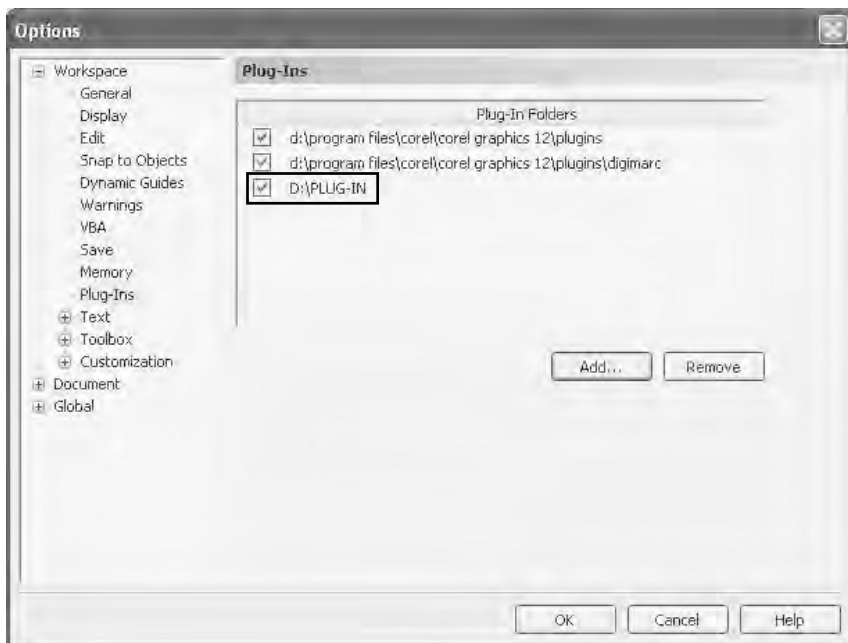 Options
Workspace
General
Display
Edit
Snap to Objects
Dynamic Guides
Warnings
VBA
Save
Memory
Plug-Ins
Text
Toolbox
Customization
Document
Global
Plug-Ins
Plug-In Folders
d:\program files\corel\corel graphics 12\plugins
d:\program files\corel\corel graphics 12\plugins\digimarc
D:\PLUG-IN
Add...
Remove
OK
Cancel
Help